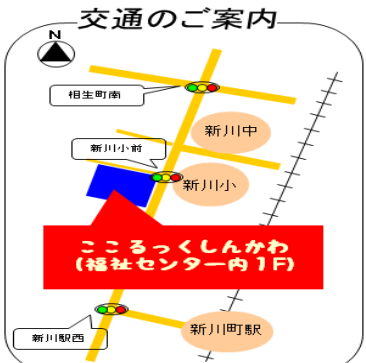 交通のご案内
N
相生町南
新川中
新川小前
新川小
こころっくしんかわ
(福祉センター内1F)
新川駅西
新川町駅